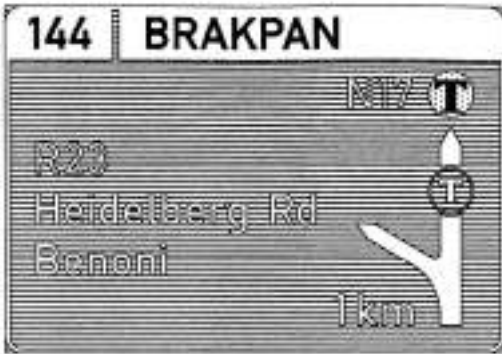 144 BRAKPAN
N17 T
R23
T
Heidelberg Rd
Benoni
1km